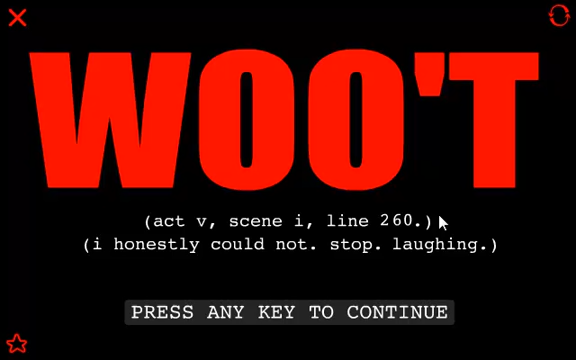 WOO'T
(act v, scene i, line 260.)
(i honestly could not. stop. laughing.)
PRESS ANY KEY TO CONTINUE